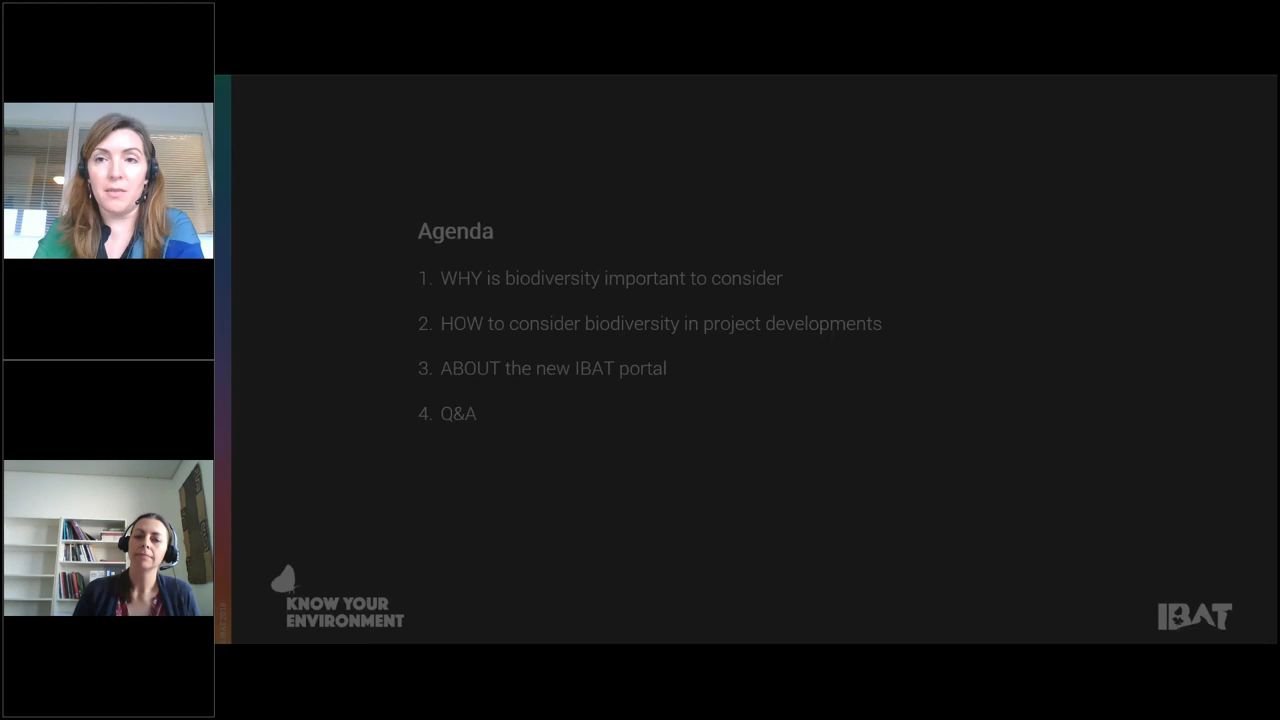 Agenda
1. WHY is biodiversity important to consider
2. HOW to consider biodiversity in project developments
3. ABOUT the new IBAT portal
4. Q&A
KNOW YOUR
ENVIRONMENT
IBAT